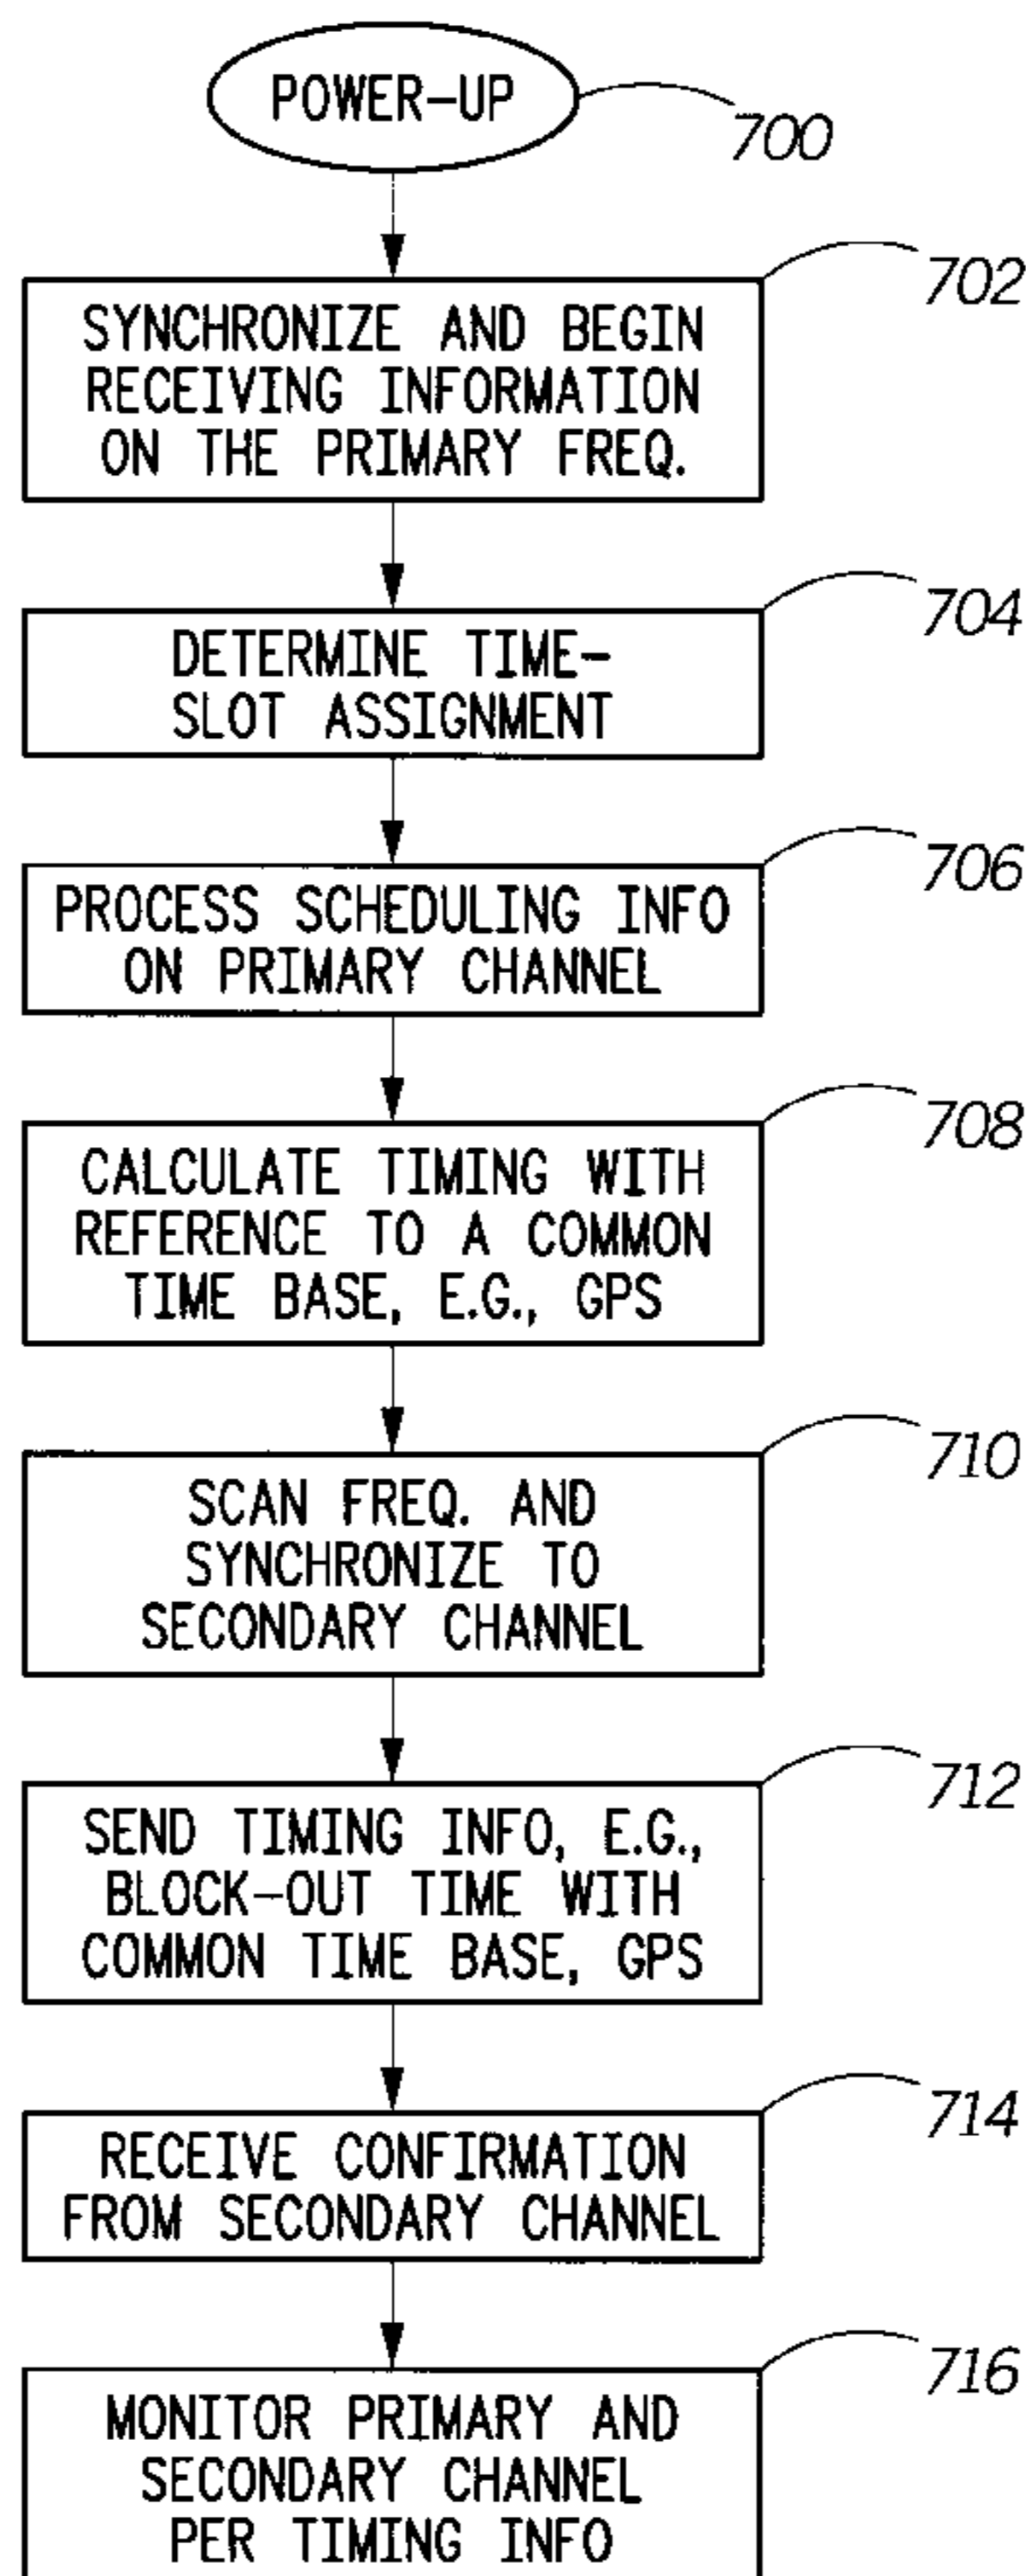 POWER-UP
700
702
SYNCHRONIZE AND BEGIN
RECEIVING INFORMATION
ON THE PRIMARY FREQ.
704
DETERMINE TIME-
SLOT ASSIGNMENT
706
PROCESS SCHEDULING INFO
ON PRIMARY CHANNEL
708
CALCULATE TIMING WITH
REFERENCE TO A COMMON
TIME BASE, E.G., GPS
710
SCAN FREQ. AND
SYNCHRONIZE TO
SECONDARY CHANNEL
712
SEND TIMING INFO, E.G.,
BLOCK-OUT TIME WITH
COMMON TIME BASE, GPS
714
RECEIVE CONFIRMATION
FROM SECONDARY CHANNEL
716
MONITOR PRIMARY AND
SECONDARY CHANNEL
PER TIMING INFO